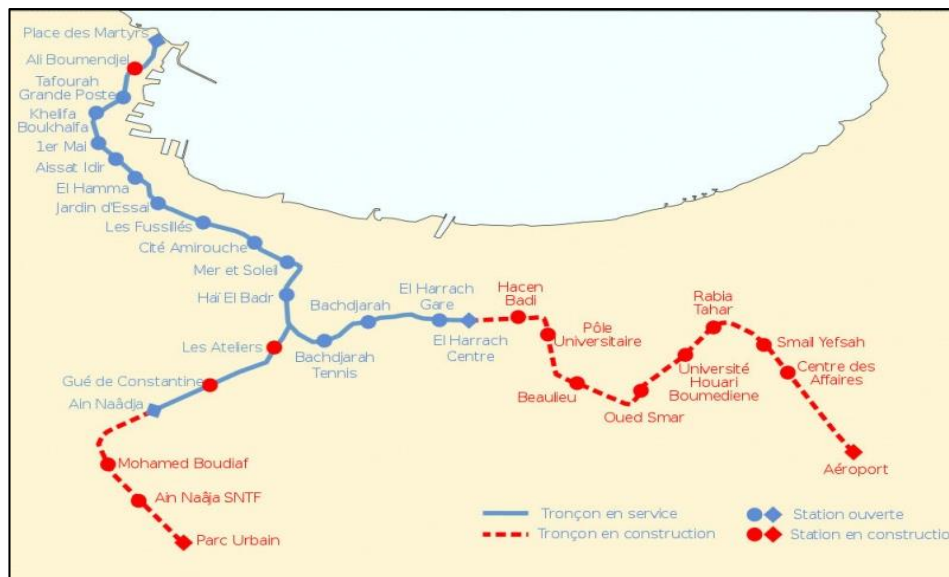 Place des Martyrs
Ali Boumendjel
Tafourah
Grande Poste
Khelifa
Boukhalfa
1er Mai
Aissat Idir
El Hamma
Jardin d'Essai
Les Fussillés
Cité Amirouche
Mer et Soleil
Haï El Badr
Bachdjarah
Tennis
Bachdjarah
El Harrach
Gare
El Harrach
Centre
Hacen
Badi
Pôle
Universitaire
Beaulieu
Oued Smar
Université
Houari
Boumediene
Rabia
Tahar
Smail Yefsah
Centre des
Affaires
Aéroport
Les Ateliers
Gué de Constantine
Ain Naâdja
Mohamed Boudiaf
Ain Naâja SNTF
Parc Urbain
Tronçon en service
Tronçon en construction
Station ouverte
Station en construction